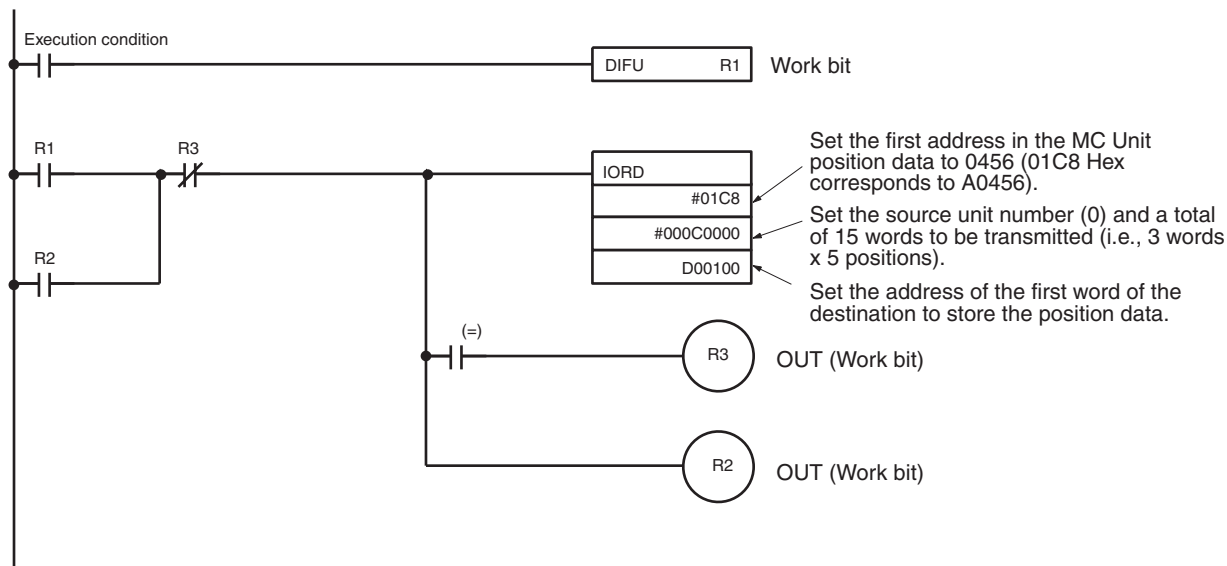 Execution condition
DIFU R1 Work bit
R1 R3
IORD
#01C8
#000C0000
D00100
R2
Set the first address in the MC Unit
position data to 0456 (01C8 Hex
corresponds to A0456).
Set the source unit number (0) and a total
of 15 words to be transmitted (i.e., 3 words
x 5 positions).
Set the address of the first word of the
destination to store the position data.
(=)
R3 OUT (Work bit)
R2 OUT (Work bit)